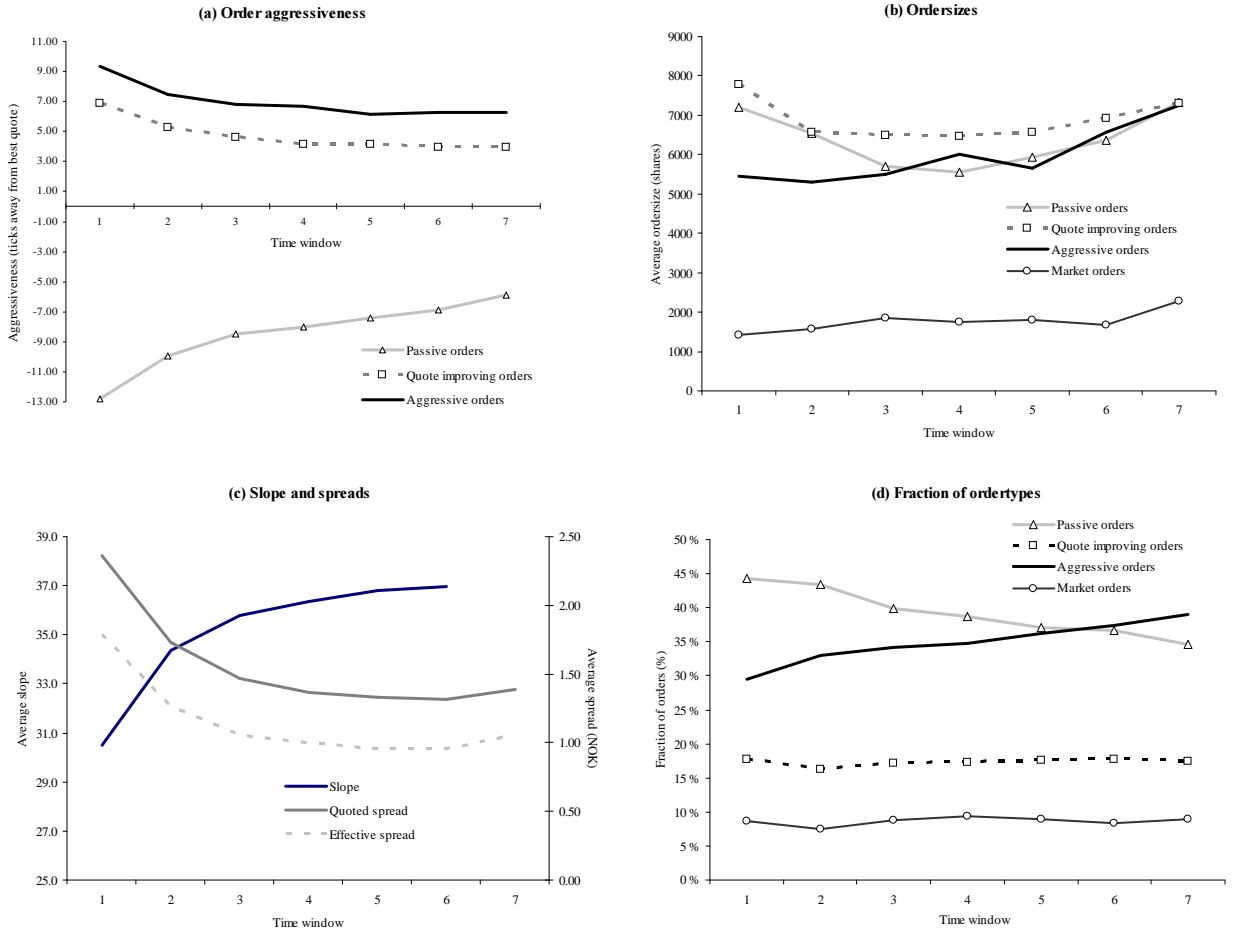 (a) Order aggressiveness
11.00
9.00
7.00
5.00
3.00
1.00
-1.00
-3.00
-5.00
-7.00
-9.00
-11.00
-13.00
Aggressiveness (ticks away from best quote)
1 2 3 4 5 6 7
Time window
Passive orders
Quote improving orders
Aggressive orders
(b) Ordersizes
9000
8000
7000
6000
5000
4000
3000
2000
1000
0
Average ordersize (shares)
Passive orders
Quote improving orders
Aggressive orders
Market orders
1 2 3 4 5 6 7
Time window
(c) Slope and spreads
39.0
37.0
35.0
33.0
31.0
29.0
27.0
25.0
Average slope
2.50
2.00
1.50
1.00
0.50
0.00
Average spread (NOK)
Slope
Quoted spread
Effective spread
1 2 3 4 5 6 7
Time window
(d) Fraction of ordertypes
Passive orders
Quote improving orders
Aggressive orders
Market orders
50 %
45 %
40 %
35 %
30 %
25 %
20 %
15 %
10 %
5 %
0 %
Fraction of orders (%)
1 2 3 4 5 6 7
Time window